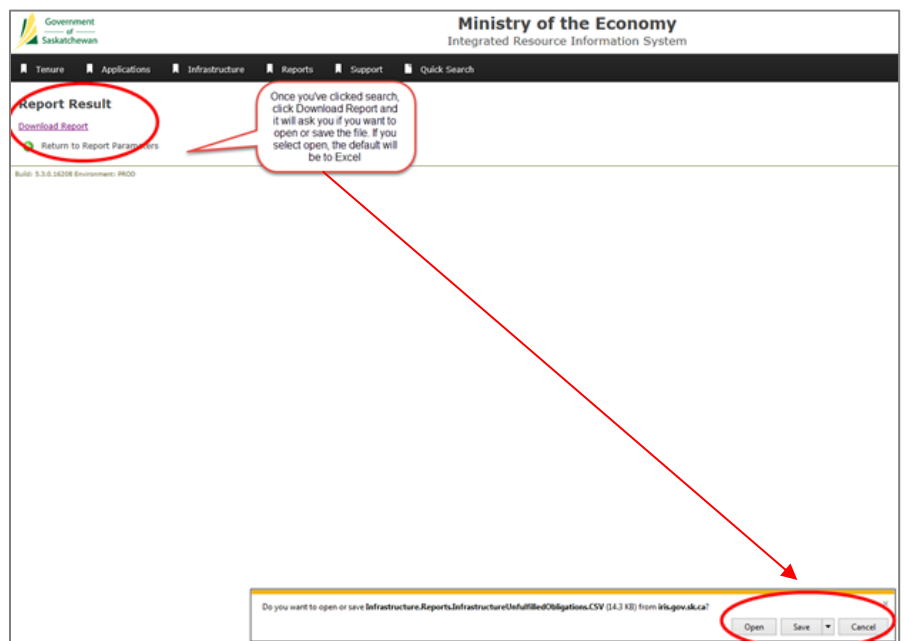 Government
of
Saskatchewan
Ministry of the Economy
Integrated Resource Information System
Tenure Applications Infrastructure Reports Support Quick Search
Report Result
Download Report
Return to Report Parameters
Once you've clicked search,
click Download Report and
it will ask you if you want to
open or save the file. If you
select open, the default will
be to Excel
Build: 5.3.0.16208 Environment: PROD
Do you want to open or save Infrastructure.Reports.InfrastructureUnfulfilledObligations.CSV (14.3 KB) from iris.gov.sk.ca?
Open Save Cancel